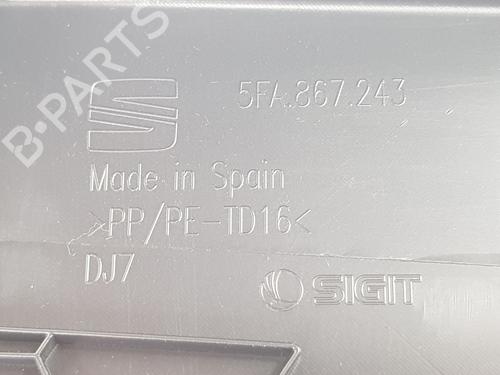 B-PARTS
5FA.867.243
Made in Spain
>PP/PE-TD16<
DJ7
SIGIT